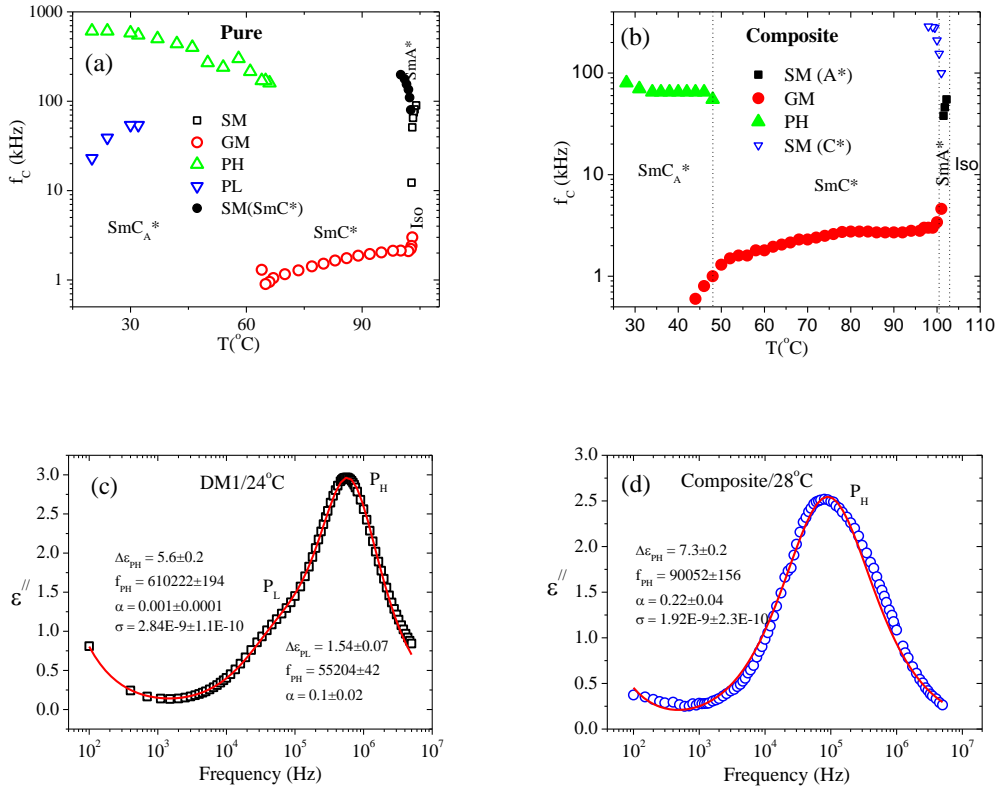 (a)
Pure
1000
100
10
1
f_C (kHz)
SmA*
SM
GM
PH
PL
SM(SmC*)
SmC_A*
SmC*
Iso
30
60
90
T(°C)
(b)
Composite
100
10
1
f_C (kHz)
SM (A*)
GM
PH
SM (C*)
SmC_A*
SmC*
SmA*
Iso
30
40
50
60
70
80
90
100
110
T(°C)
(c)
DM1/24°C
P_H
3.0
2.5
2.0
1.5
1.0
0.5
0.0
ε^//
Δε_PH = 5.6±0.2
f_PH = 610222±194
α = 0.001±0.0001
σ = 2.84E-9±1.1E-10
P_L
Δε_PL = 1.54±0.07
f_PH = 55204±42
α = 0.1±0.02
10^2
10^3
10^4
10^5
10^6
10^7
Frequency (Hz)
(d)
Composite/28°C
P_H
3.0
2.5
2.0
1.5
1.0
0.5
0.0
ε^//
Δε_PH = 7.3±0.2
f_PH = 90052±156
α = 0.22±0.04
σ = 1.92E-9±2.3E-10
10^2
10^3
10^4
10^5
10^6
10^7
Frequency (Hz)